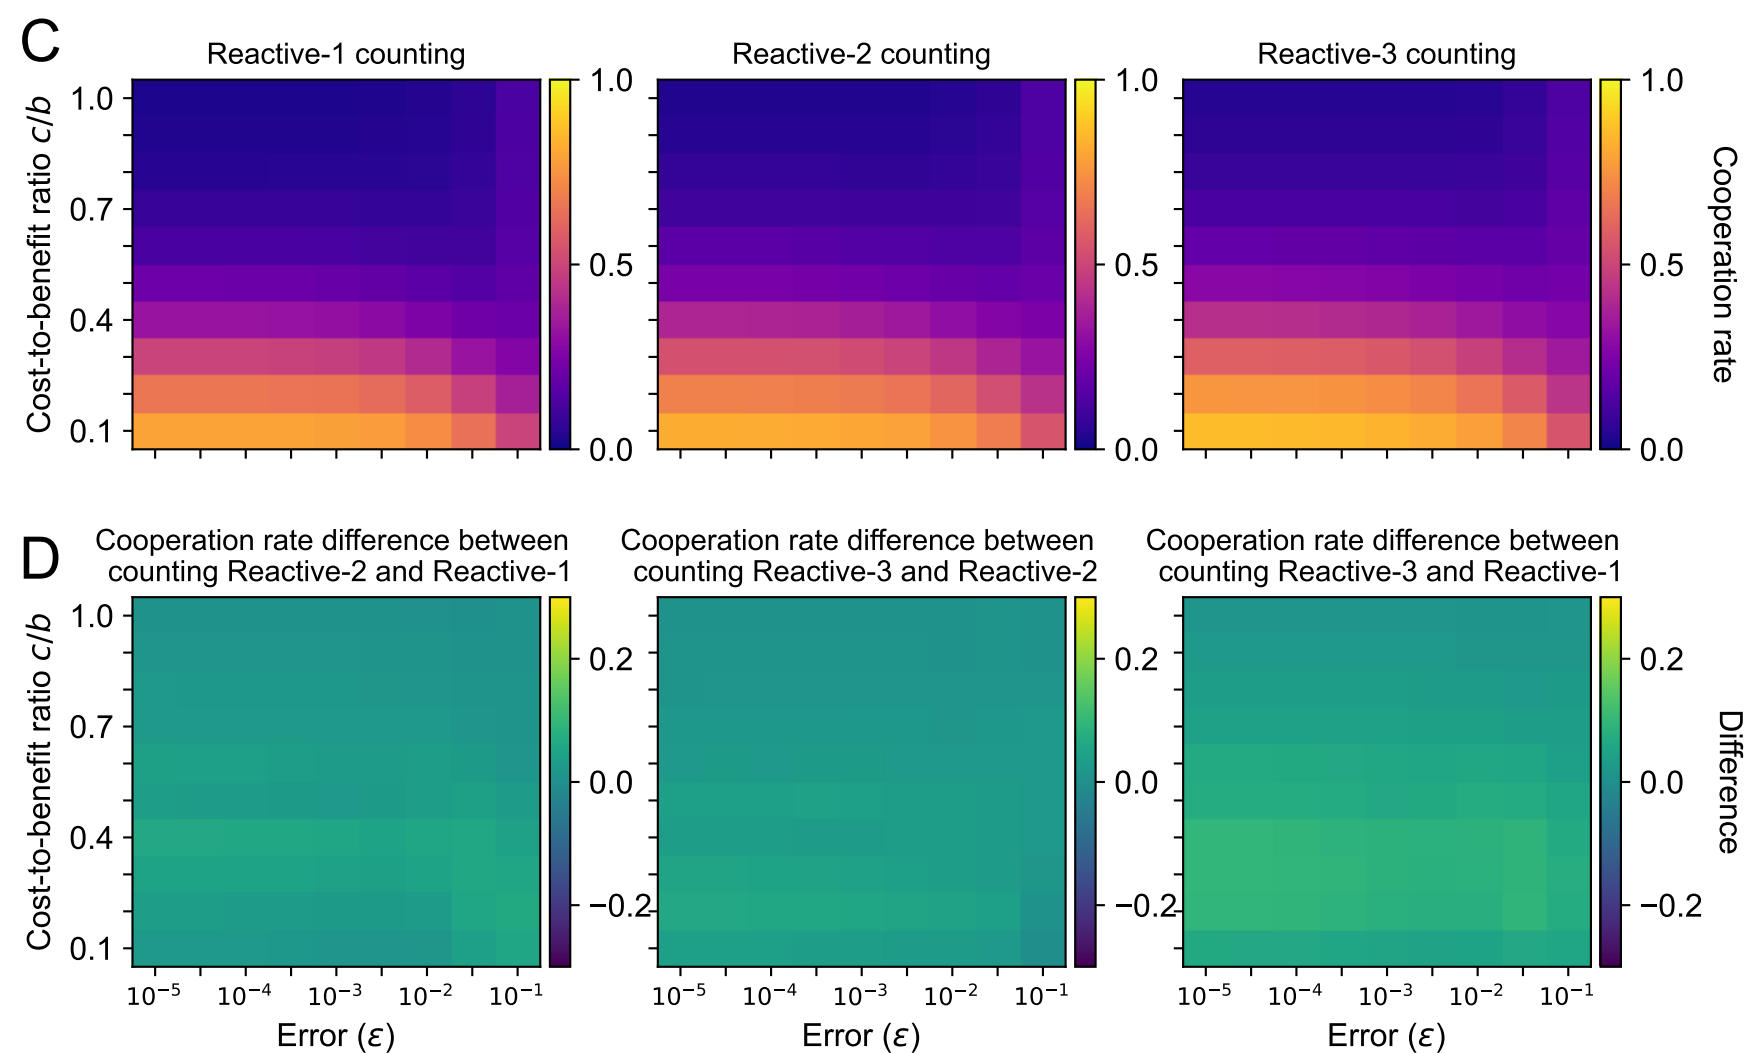 C
Reactive-1 counting
Reactive-2 counting
Reactive-3 counting
Cost-to-benefit ratio c/b
1.0
0.7
0.4
0.1
1.0
0.5
0.0
1.0
0.5
0.0
1.0
0.5
0.0
Cooperation rate
D
Cooperation rate difference between
counting Reactive-2 and Reactive-1
Cooperation rate difference between
counting Reactive-3 and Reactive-2
Cooperation rate difference between
counting Reactive-3 and Reactive-1
Cost-to-benefit ratio c/b
1.0
0.7
0.4
0.1
0.2
0.0
−0.2
0.2
0.0
−0.2
0.2
0.0
−0.2
Difference
10⁻⁵ 10⁻⁴ 10⁻³ 10⁻² 10⁻¹
10⁻⁵ 10⁻⁴ 10⁻³ 10⁻² 10⁻¹
10⁻⁵ 10⁻⁴ 10⁻³ 10⁻² 10⁻¹
Error (ε)
Error (ε)
Error (ε)